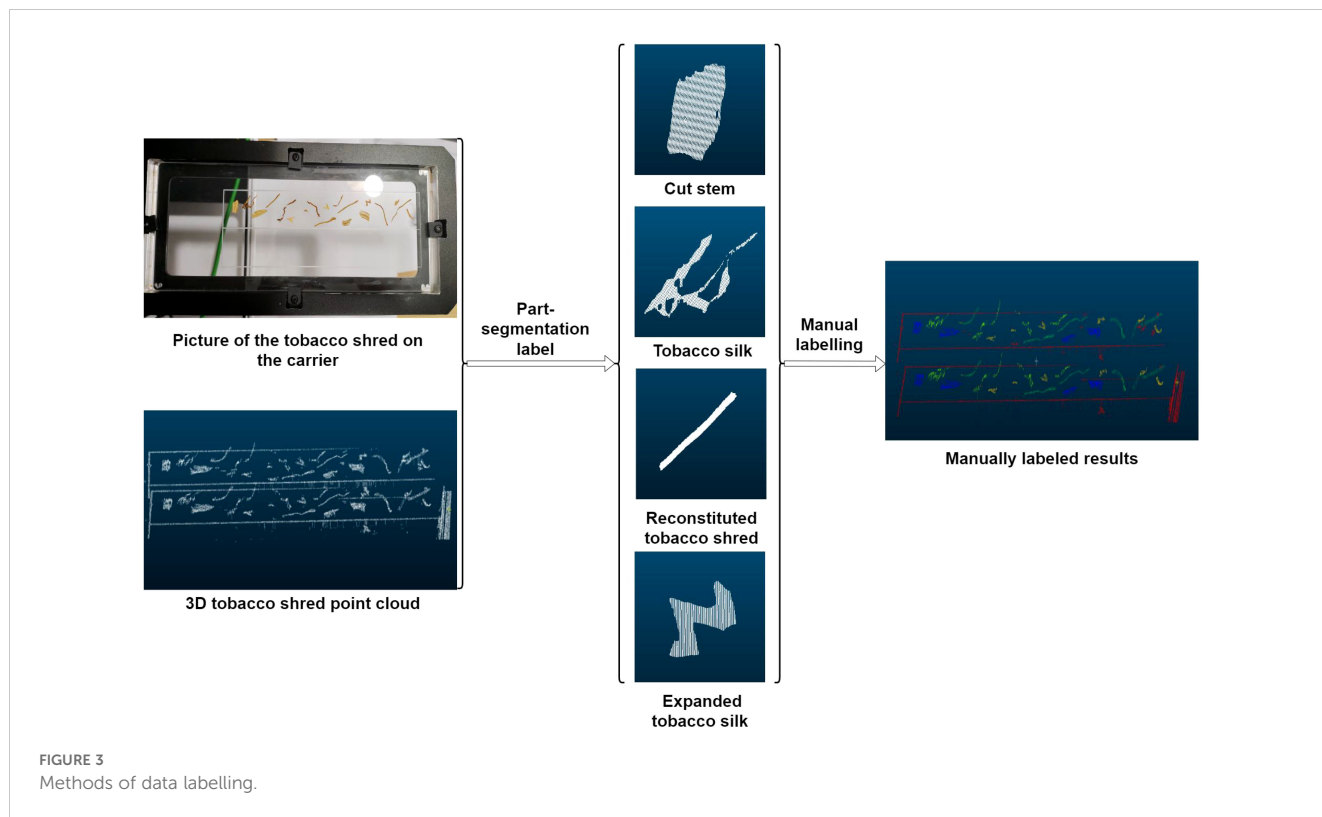 Picture of the tobacco shred on
the carrier
3D tobacco shred point cloud
Part-
segmentation
label
Cut stem
Tobacco silk
Reconstituted
tobacco shred
Expanded
tobacco silk
Manual
labelling
Manually labeled results
FIGURE 3
Methods of data labelling.